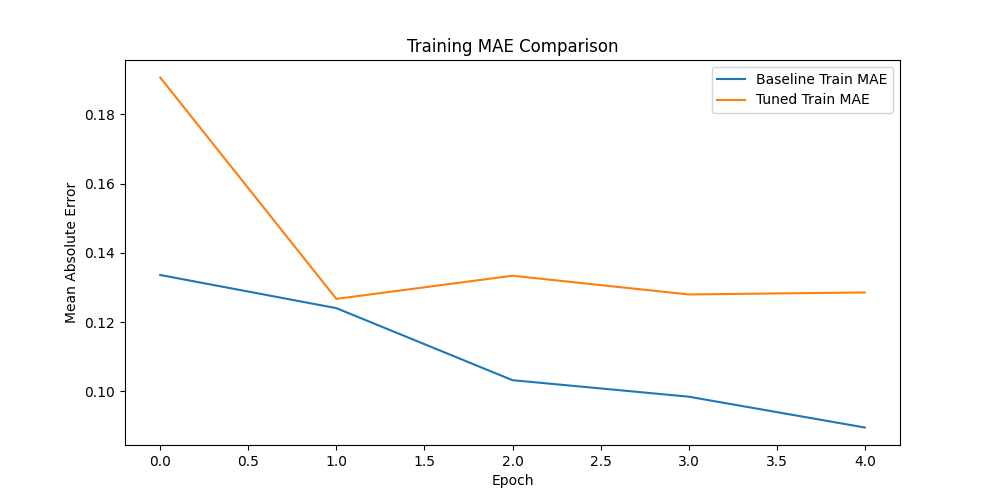 Training MAE Comparison
Baseline Train MAE
Tuned Train MAE
Mean Absolute Error
0.18
0.16
0.14
0.12
0.10
0.0 0.5 1.0 1.5 2.0 2.5 3.0 3.5 4.0
Epoch